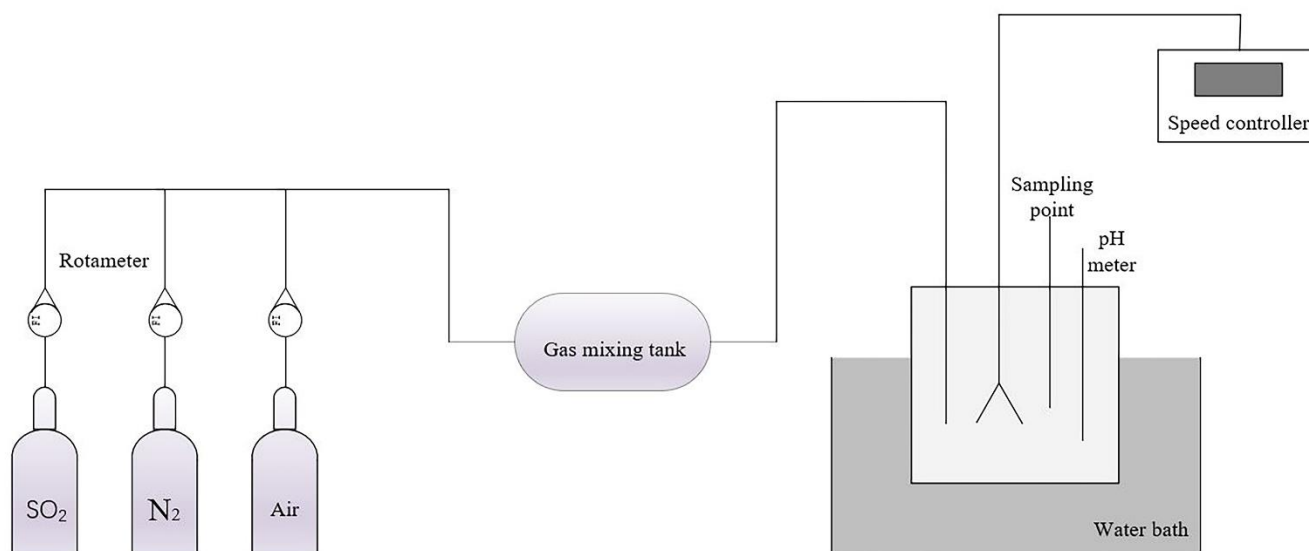 Speed controller
Sampling
point
pH
meter
Rotameter
Gas mixing tank
SO₂
N₂
Air
Water bath